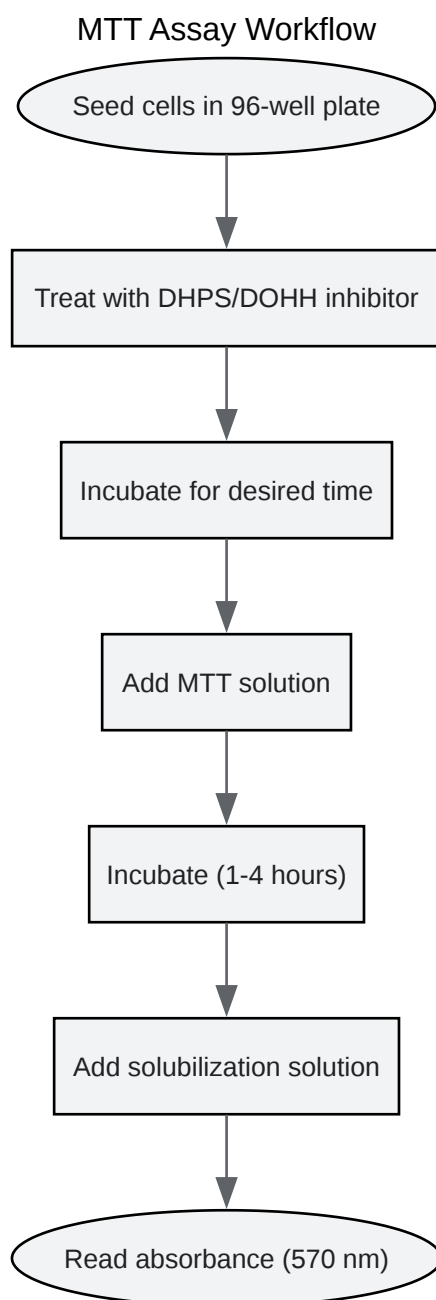 MTT Assay Workflow
Seed cells in 96-well plate
Treat with DHPS/DOHH inhibitor
Incubate for desired time
Add MTT solution
Incubate (1-4 hours)
Add solubilization solution
Read absorbance (570 nm)